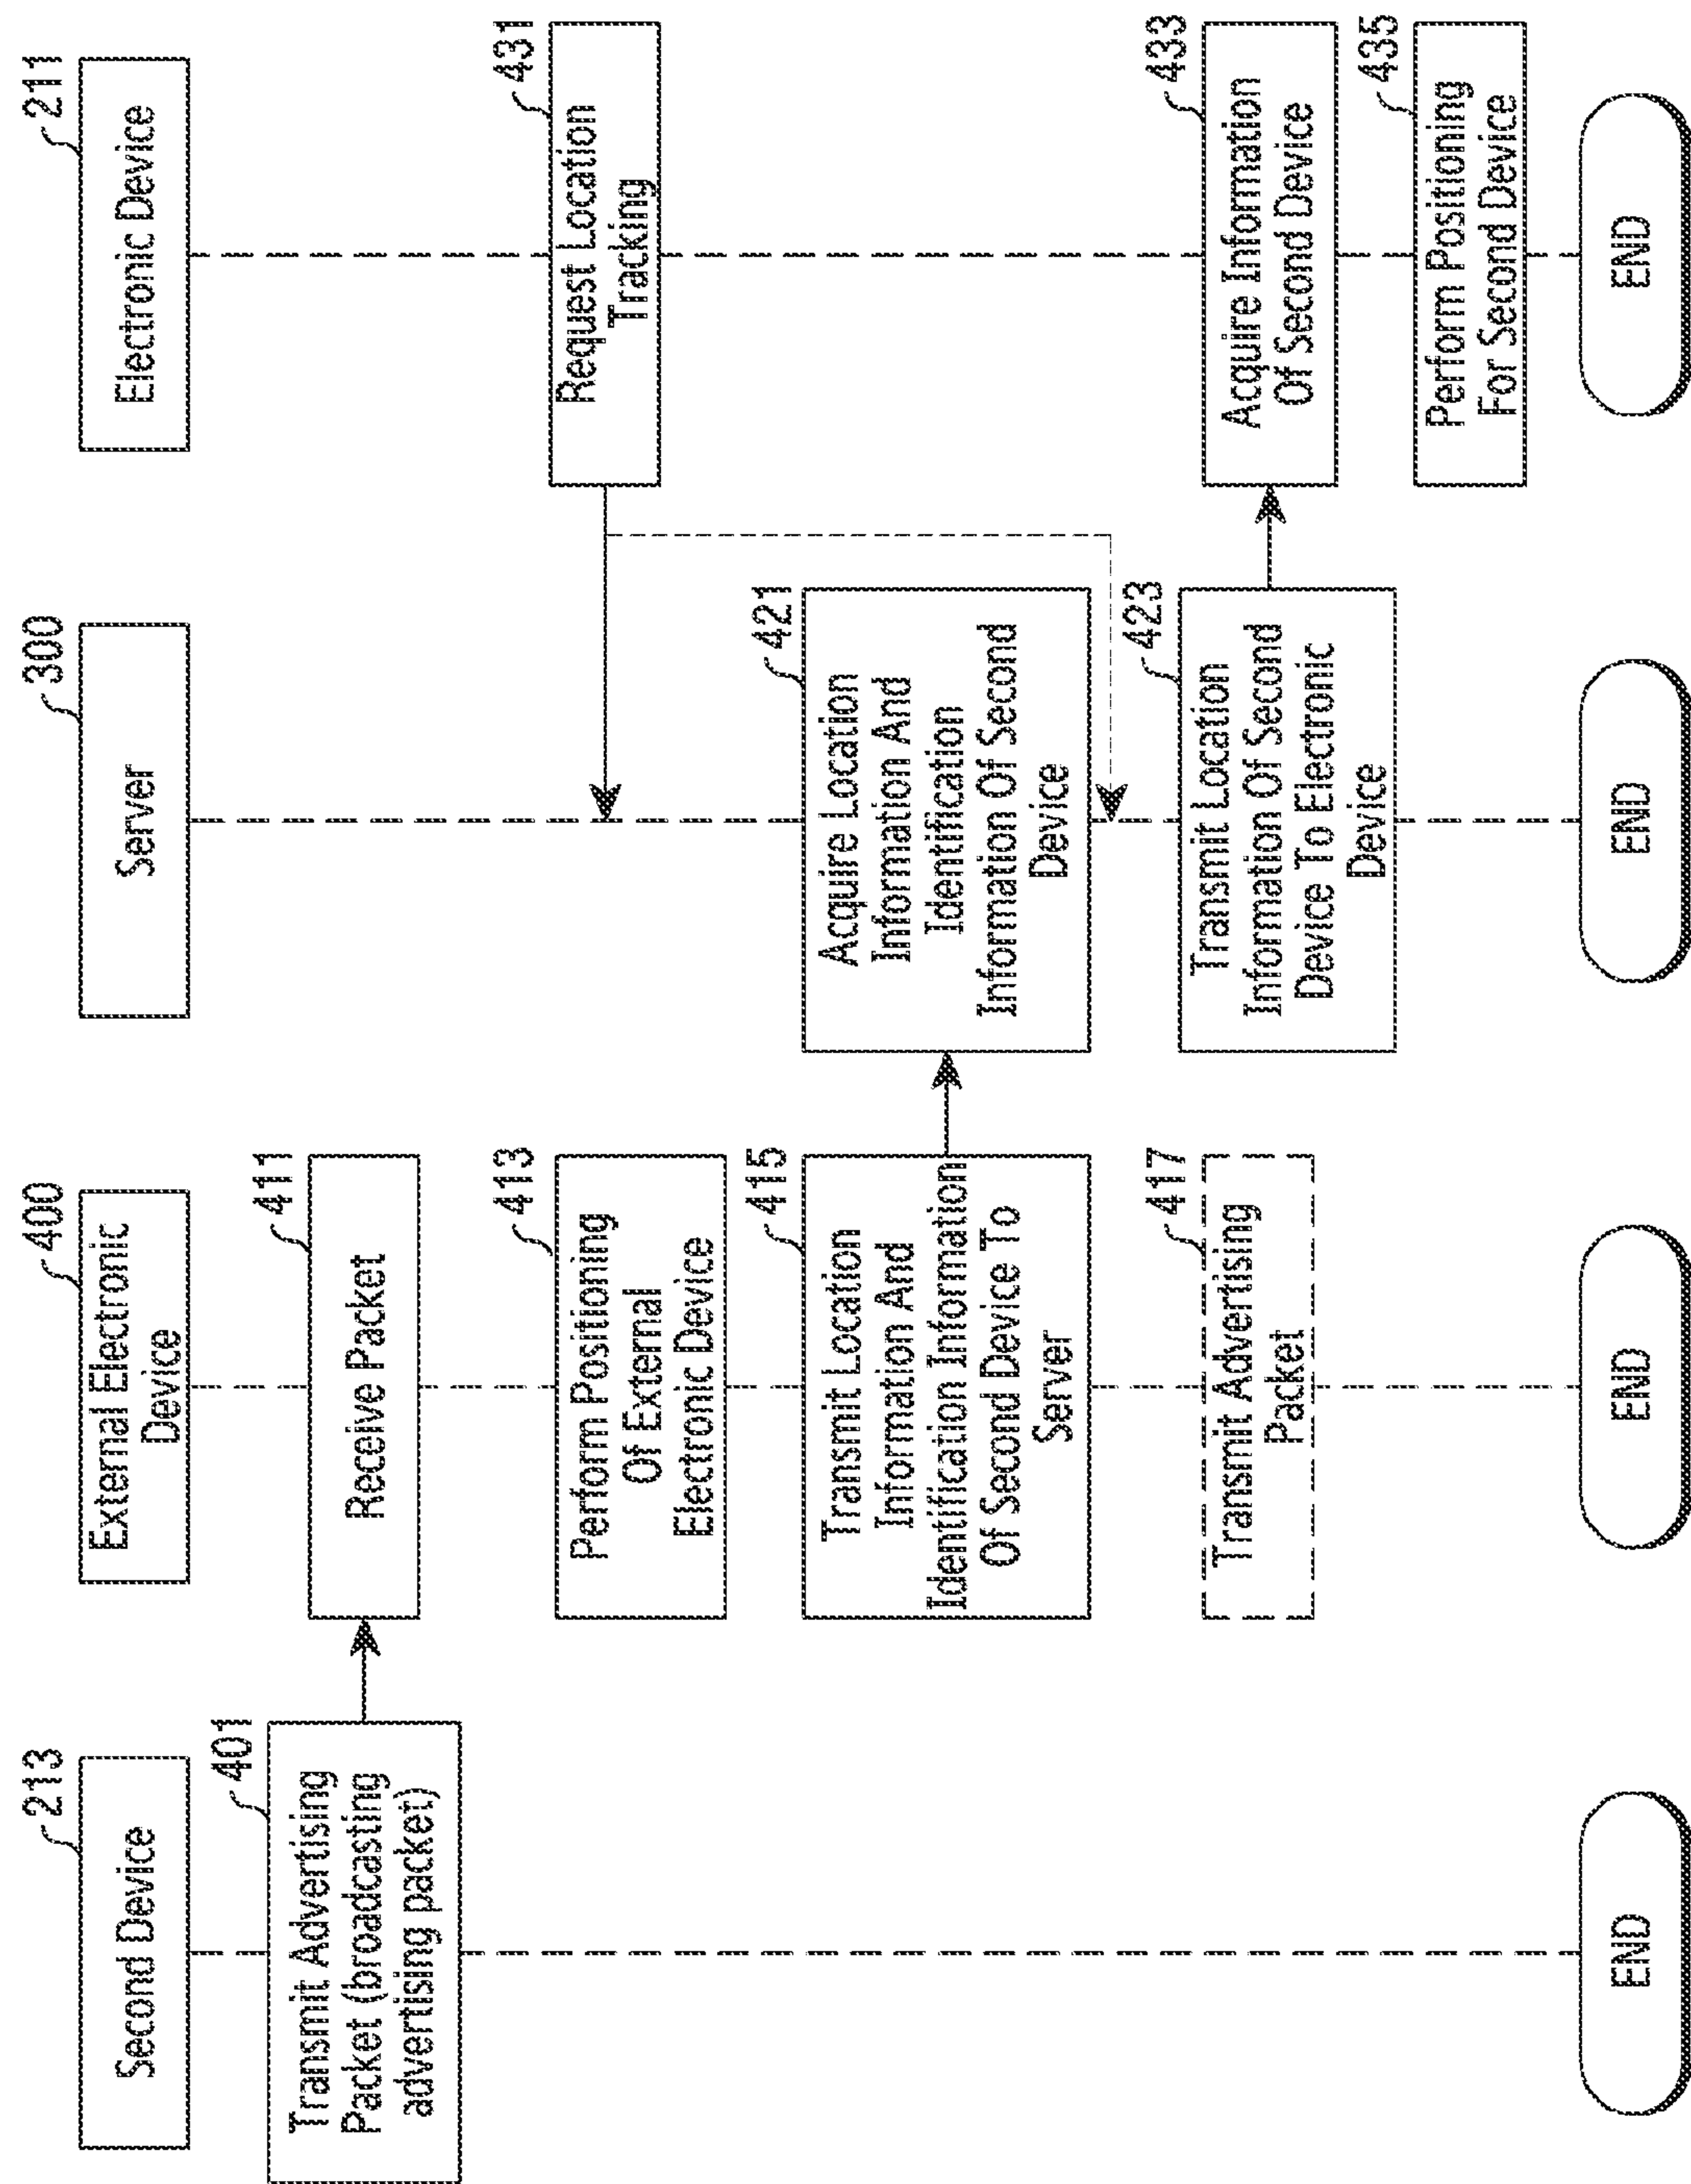 213
Second Device
401
Transmit Advertising
Packet (broadcasting
advertising packet)
END
400
External Electronic
Device
411
Receive Packet
413
Perform Positioning
Of External
Electronic Device
415
Transmit Location
Information And
Identification Information
Of Second Device To
Server
417
Transmit Advertising
Packet
END
300
Server
421
Acquire Location
Information And
Identification
Information Of Second
Device
423
Transmit Location
Information Of Second
Device To Electronic
Device
END
211
Electronic Device
431
Request Location
Tracking
433
Acquire Information
Of Second Device
435
Perform Positioning
For Second Device
END